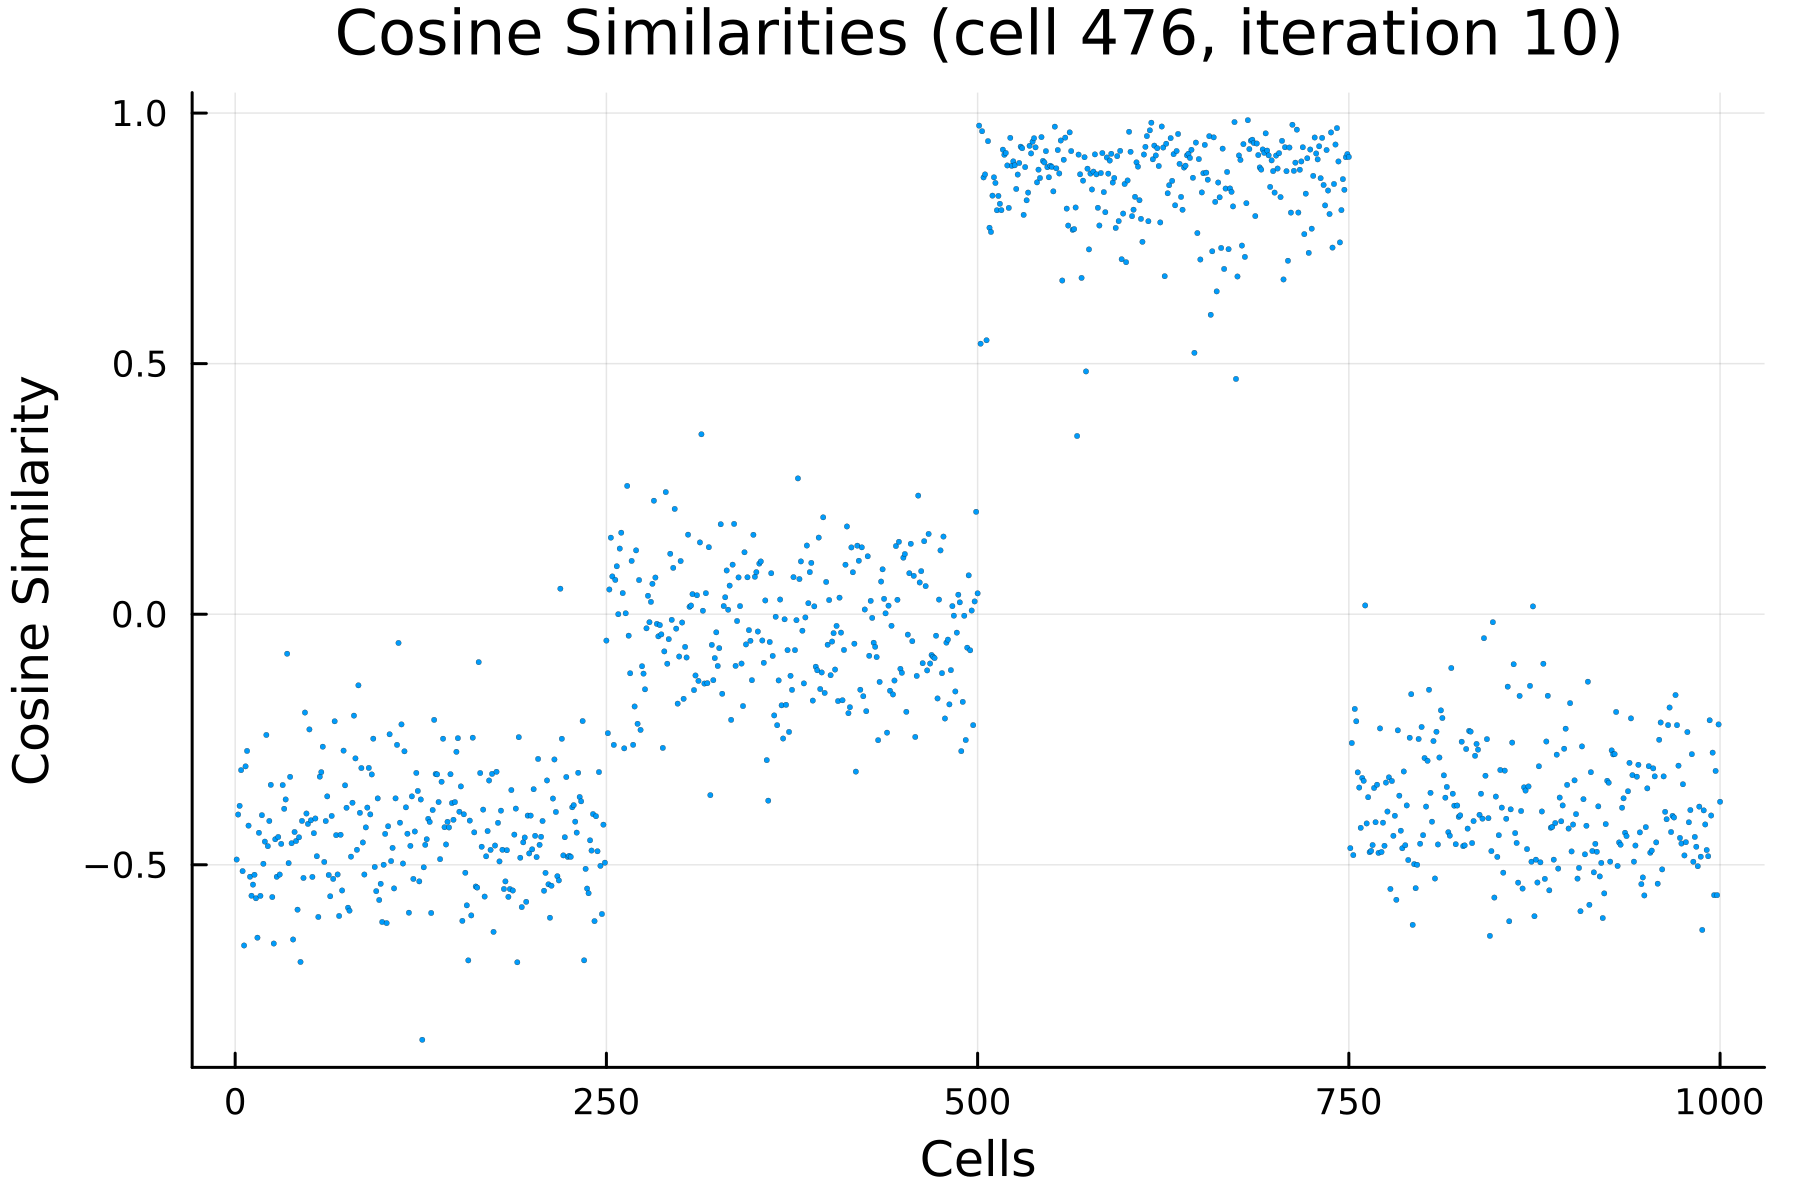 Cosine Similarities (cell 476, iteration 10)
Cosine Similarity
1.0
0.5
0.0
−0.5
0 250 500 750 1000
Cells